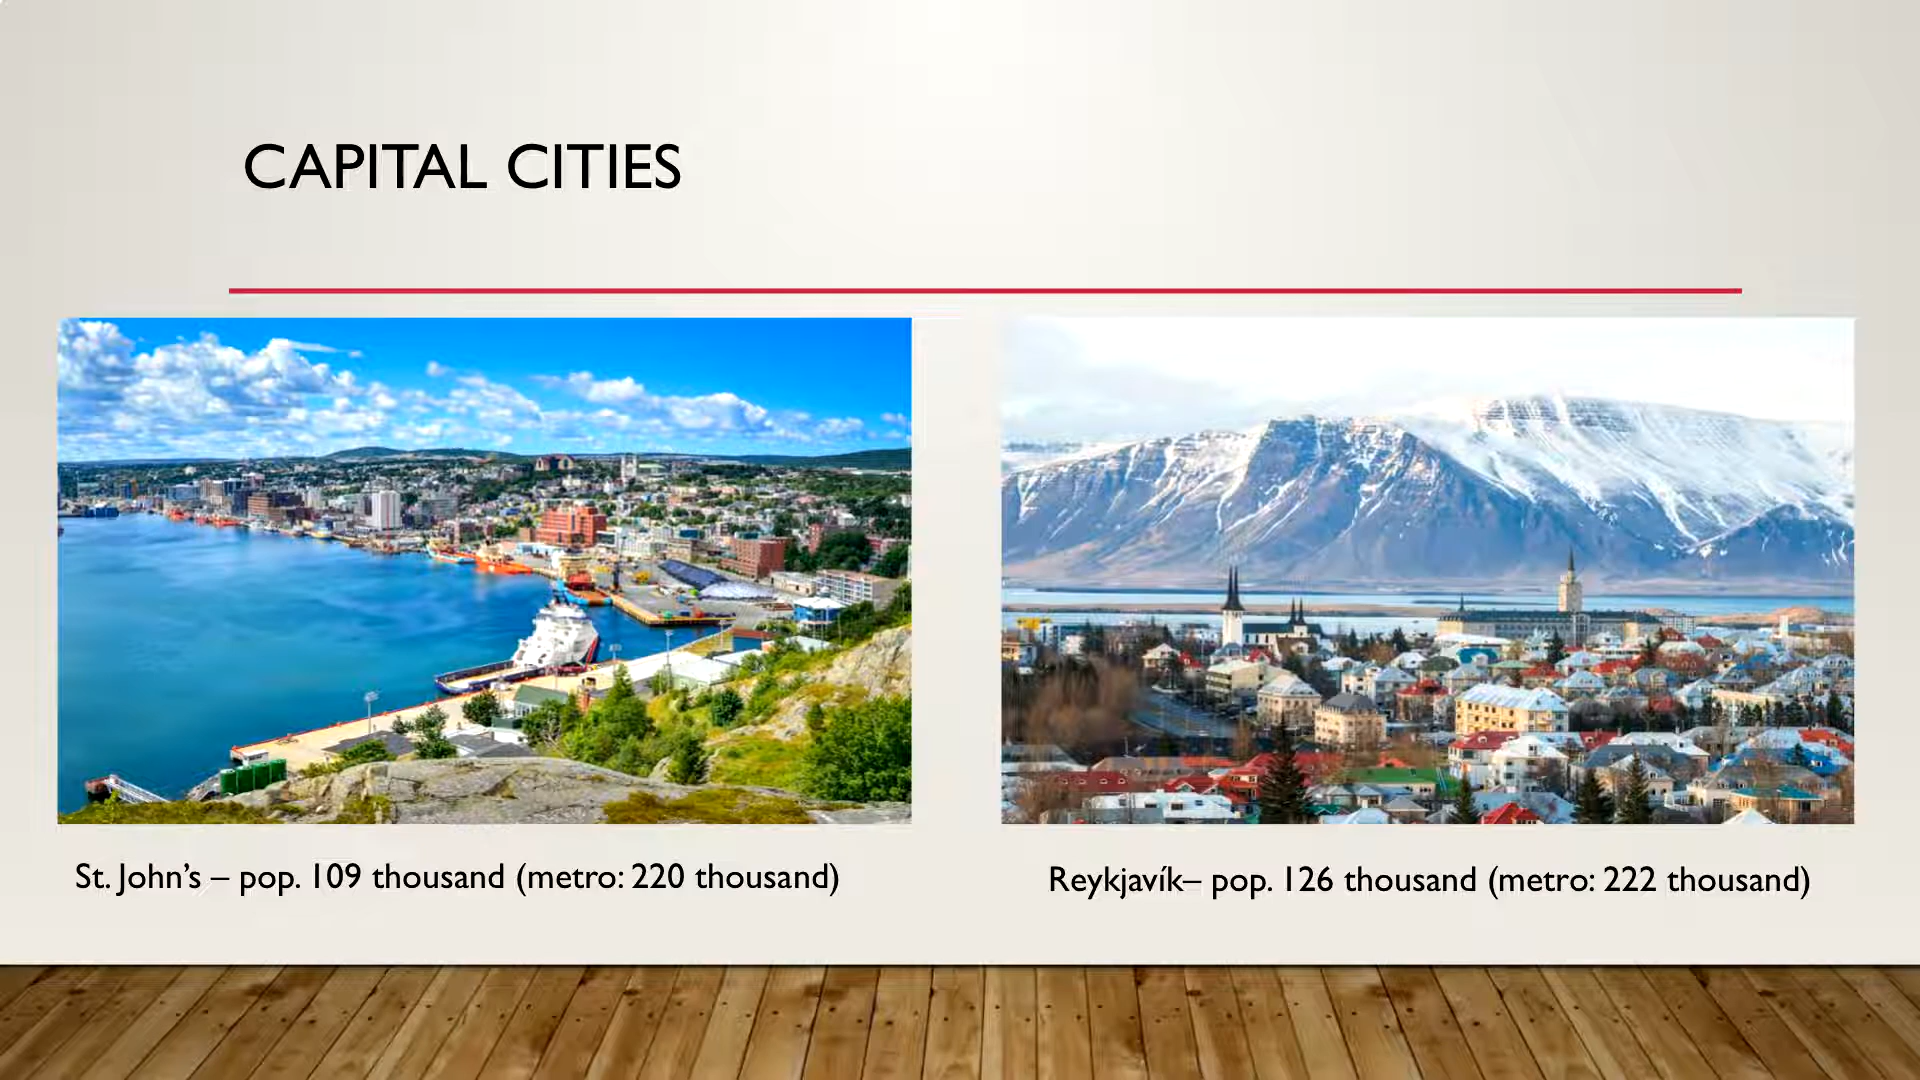 CAPITAL CITIES
St. John’s – pop. 109 thousand (metro: 220 thousand)
Reykjavík– pop. 126 thousand (metro: 222 thousand)